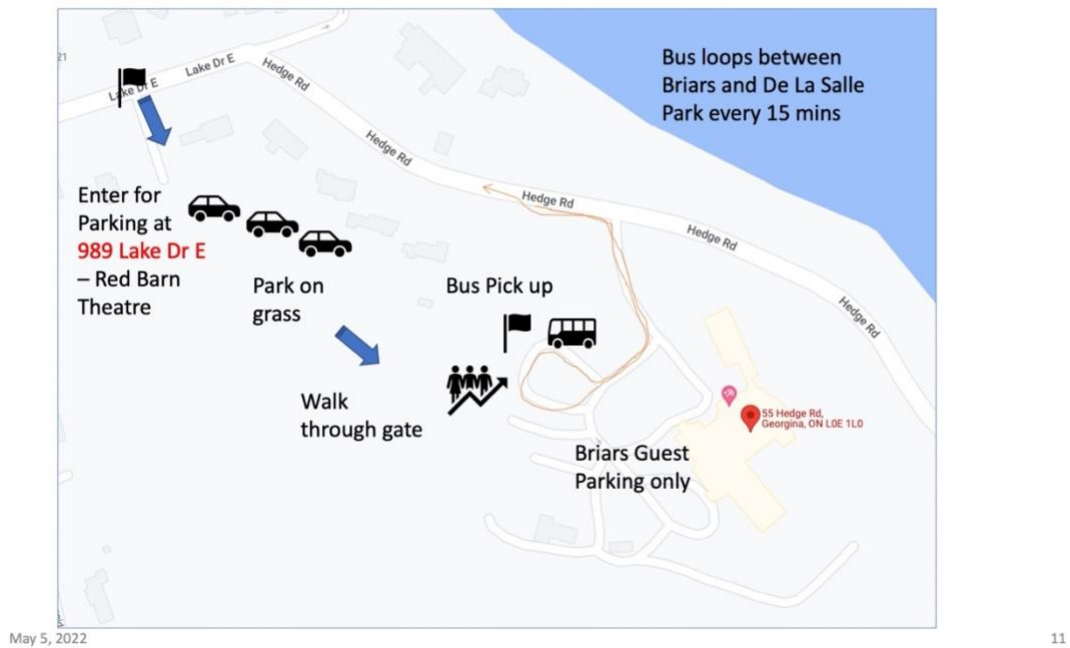 21
Lake Dr E
Lake Dr E
Hedge Rd
Hedge Rd
Hedge Rd
Hedge Rd
Hedge Rd
Bus loops between
Briars and De La Salle
Park every 15 mins
Enter for
Parking at
989 Lake Dr E
– Red Barn
Theatre
Park on
grass
Bus Pick up
Walk
through gate
Briars Guest
Parking only
55 Hedge Rd,
Georgina, ON L0E 1L0
May 5, 2022
11